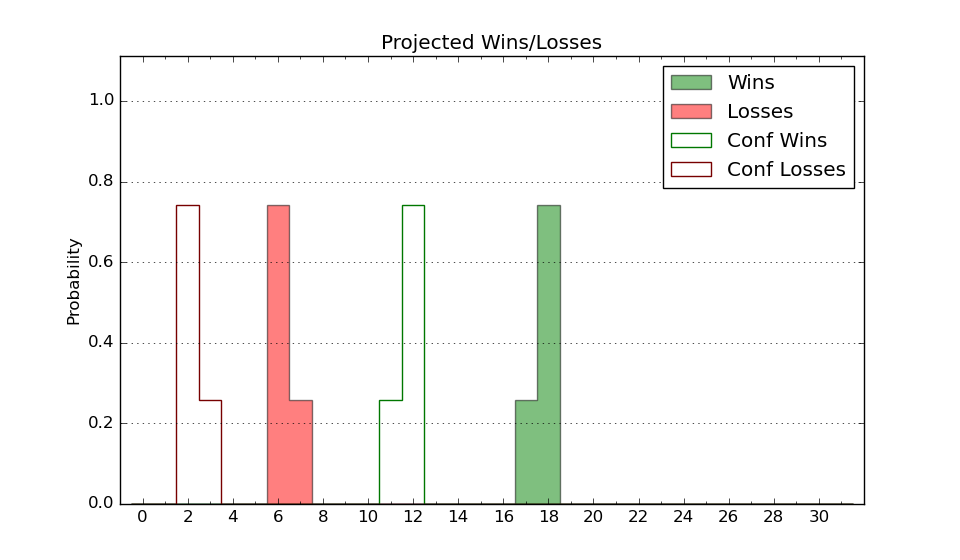 Projected Wins/Losses
Wins
Losses
Conf Wins
Conf Losses
Probability
1.0
0.8
0.6
0.4
0.2
0.0
0 2 4 6 8 10 12 14 16 18 20 22 24 26 28 30